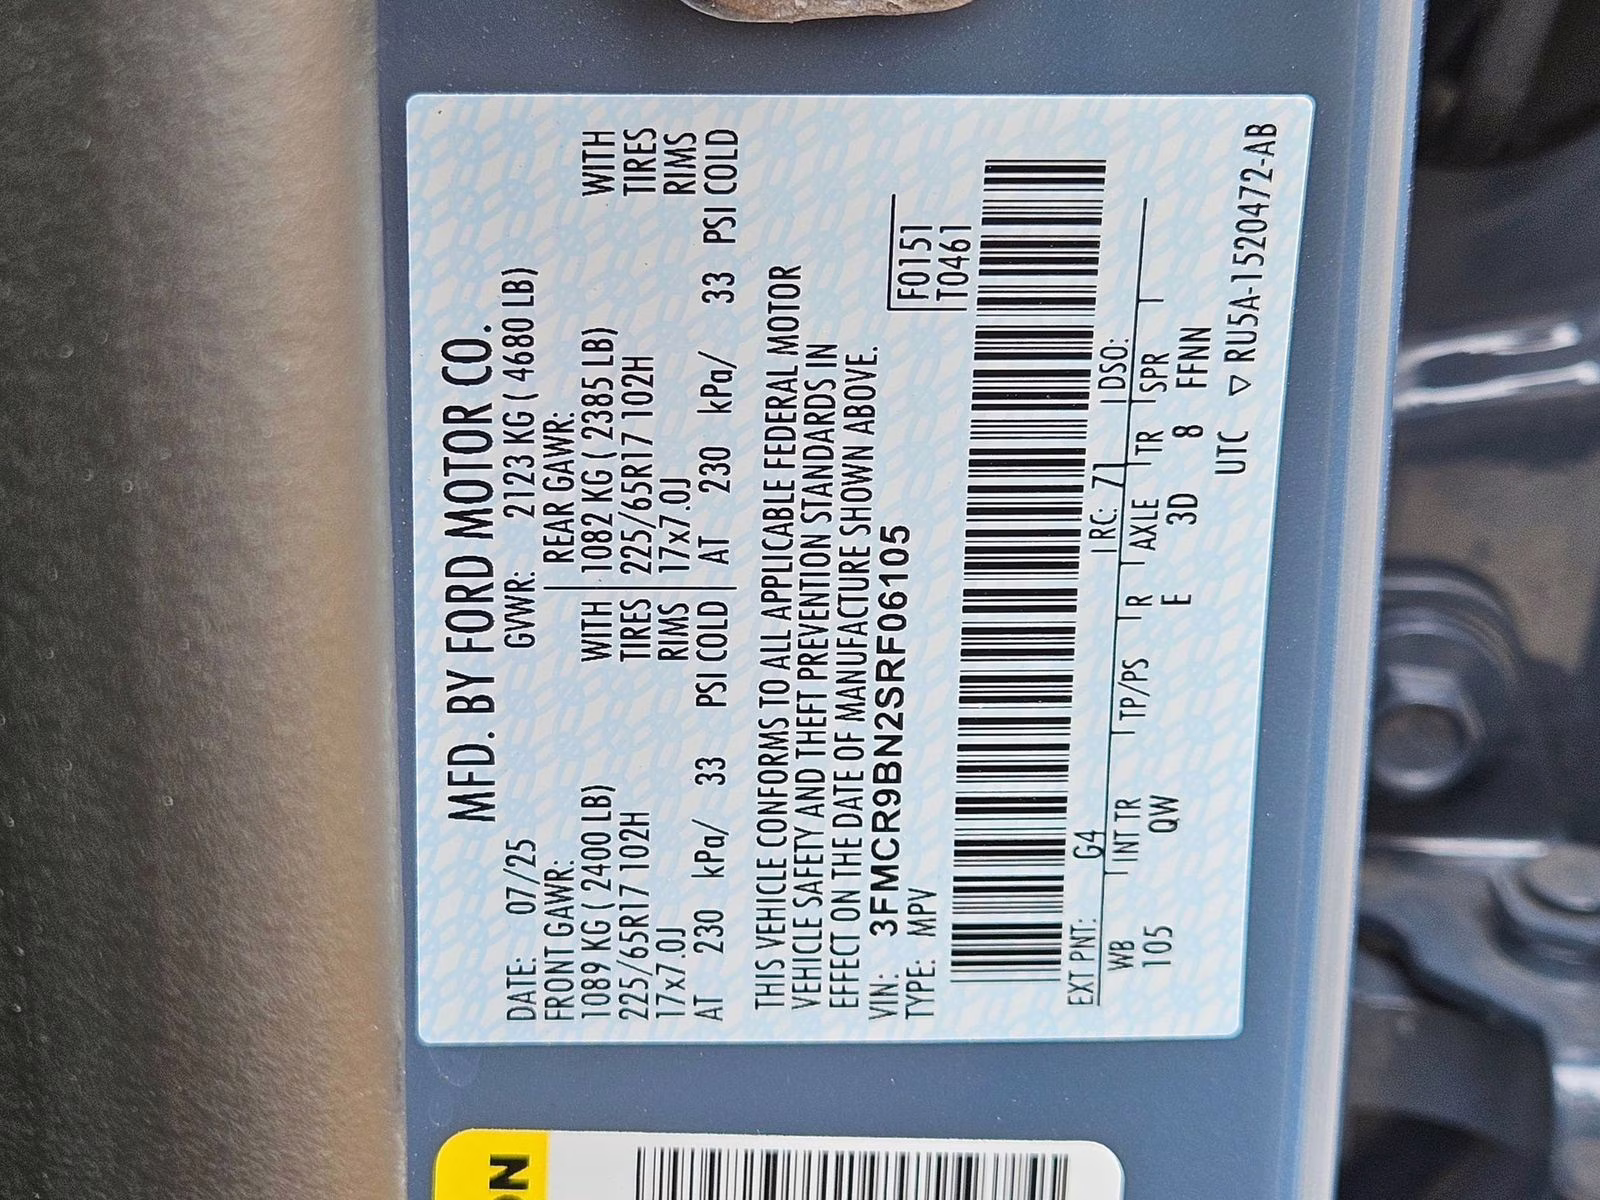 MFD. BY FORD MOTOR CO.
DATE: 07/25 GVWR: 2123 KG ( 4680 LB)
FRONT GAWR: REAR GAWR:
1089 KG ( 2400 LB) WITH 1082 KG ( 2385 LB) WITH
225/65R17 102H TIRES 225/65R17 102H TIRES
17x7.0J RIMS 17x7.0J RIMS
AT 230 kPa/ 33 PSI COLD AT 230 kPa/ 33 PSI COLD
THIS VEHICLE CONFORMS TO ALL APPLICABLE FEDERAL MOTOR
VEHICLE SAFETY AND THEFT PREVENTION STANDARDS IN
EFFECT ON THE DATE OF MANUFACTURE SHOWN ABOVE.
VIN: 3FMCR9BN2SRF06105
TYPE: MPV
F0151
T0461
EXT PNT: G4 RC: 71 DSO:
WB INT TR TP/PS R AXLE TR SPR
105 QW E 3D 8 FFNN
UTC ▽ RU5A-1520472-AB